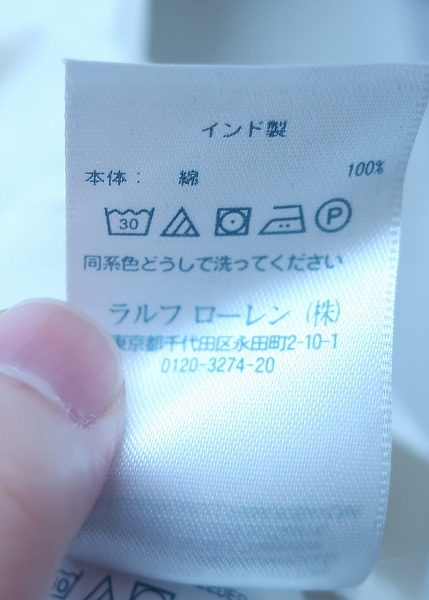 インド製
本体： 綿 100%
30 P
同系色どうしで洗ってください
ラルフ ローレン (株)
東京都千代田区永田町2-10-1
0120-3274-20